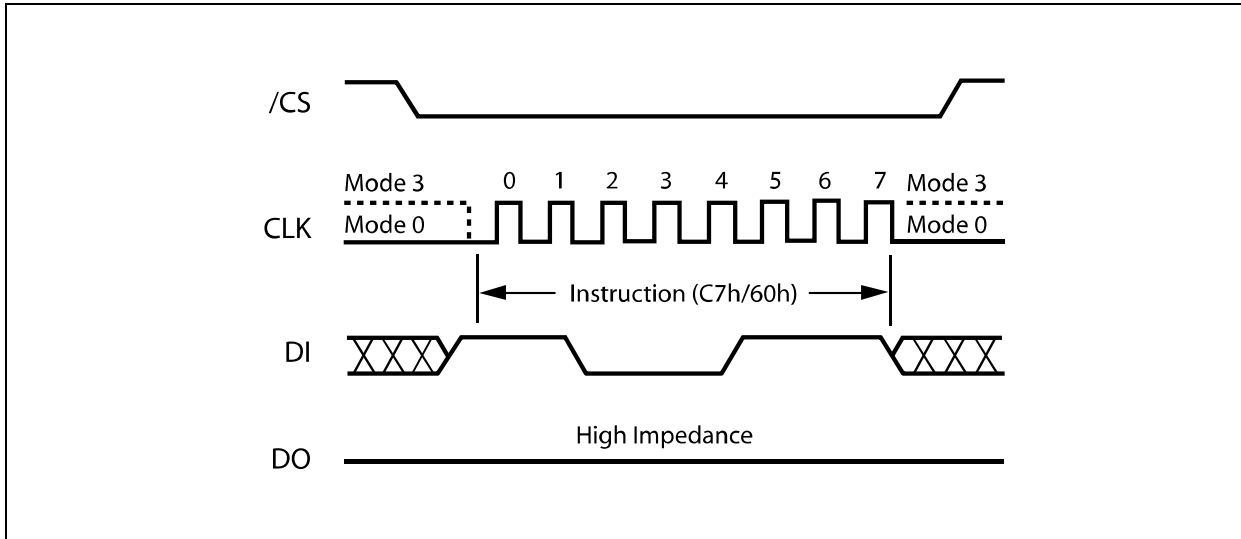 /CS
Mode 3 0 1 2 3 4 5 6 7 Mode 3
CLK Mode 0 Mode 0
Instruction (C7h/60h)
DI
High Impedance
DO